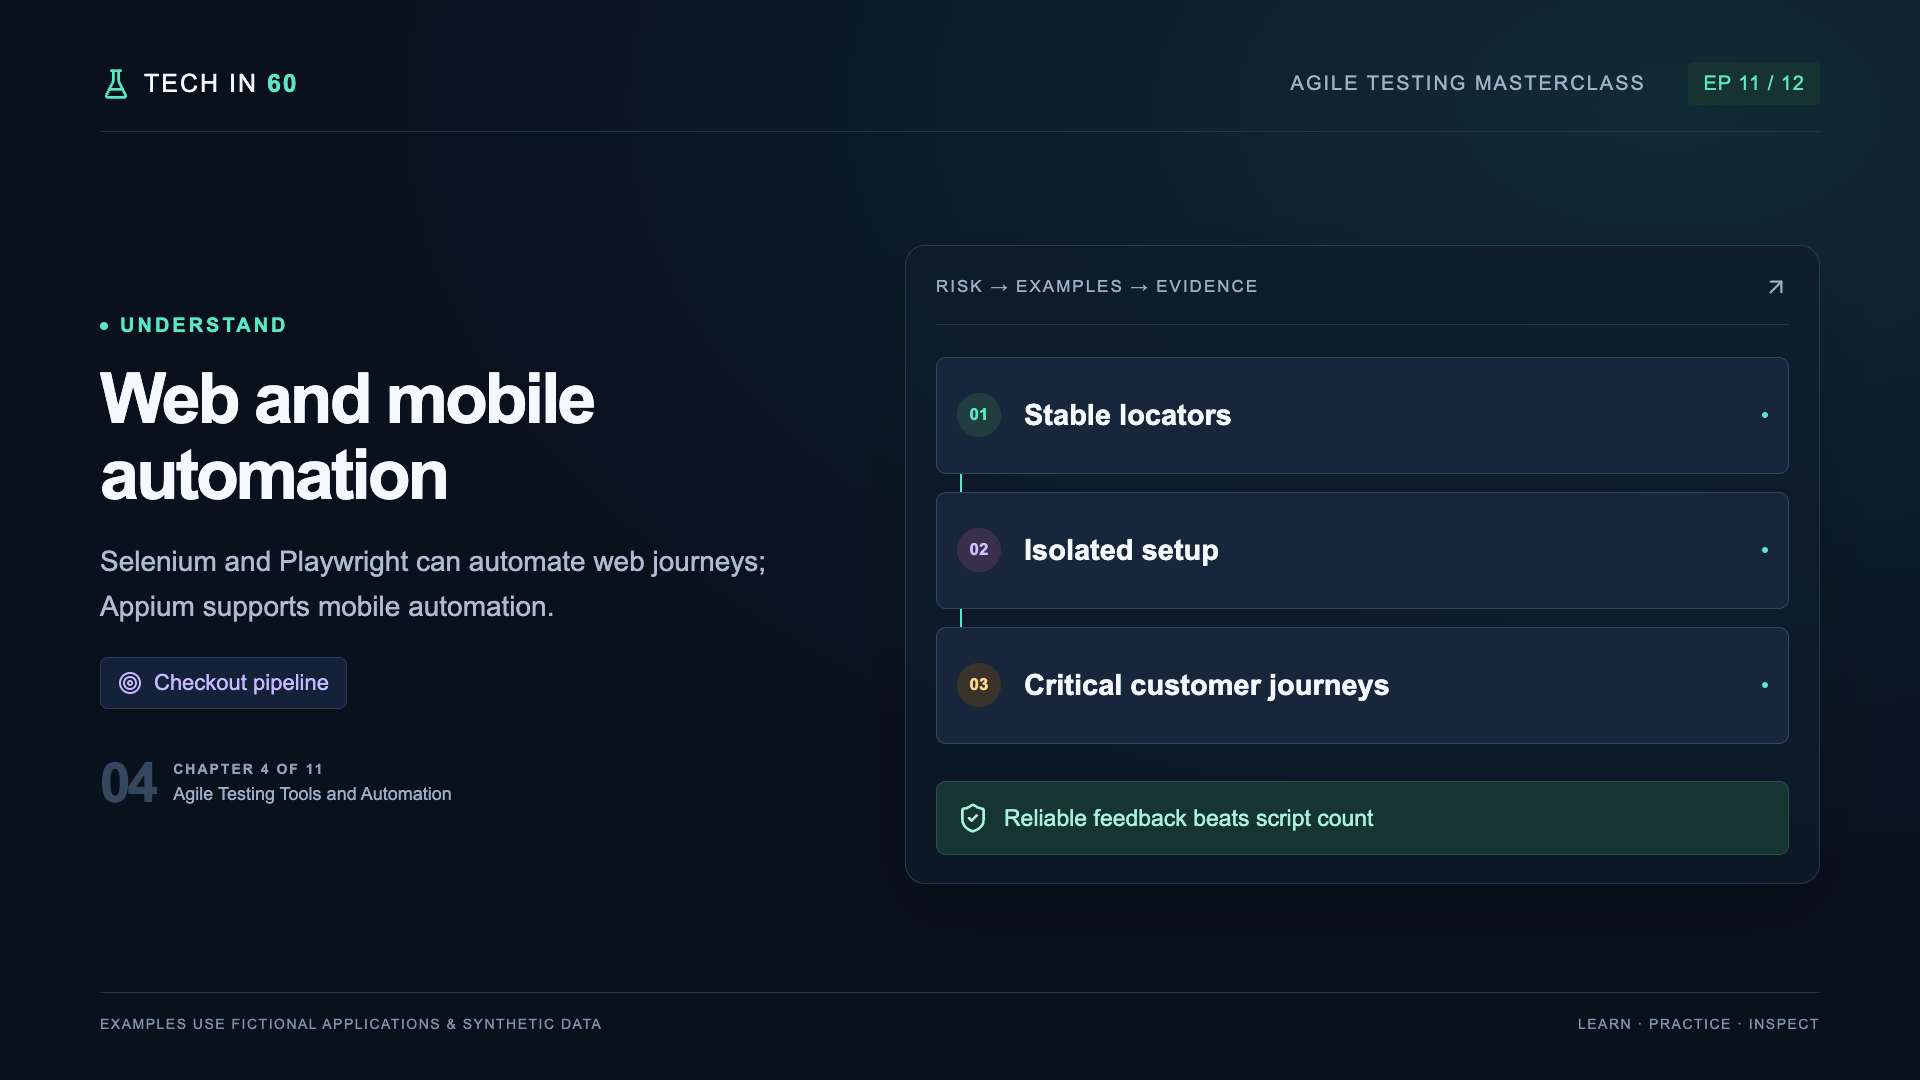 TECH IN 60
AGILE TESTING MASTERCLASS
EP 11 / 12
UNDERSTAND
Web and mobile
automation
Selenium and Playwright can automate web journeys;
Appium supports mobile automation.
Checkout pipeline
04
CHAPTER 4 OF 11
Agile Testing Tools and Automation
RISK → EXAMPLES → EVIDENCE
01
Stable locators
02
Isolated setup
03
Critical customer journeys
Reliable feedback beats script count
EXAMPLES USE FICTIONAL APPLICATIONS & SYNTHETIC DATA
LEARN · PRACTICE · INSPECT